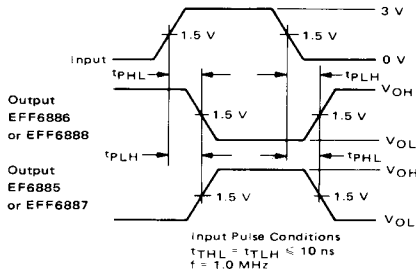 3 V
1.5 V
1.5 V
Input
0 V
tPHL
tPLH
VOH
Output
EFF6886
or EFF6888
1.5 V
1.5 V
VOL
tPLH
tPHL
VOH
Output
EF6885
or EFF6887
1.5 V
1.5 V
VOL
Input Pulse Conditions
tTHL = tTLH ⩽ 10 ns
f = 1.0 MHz